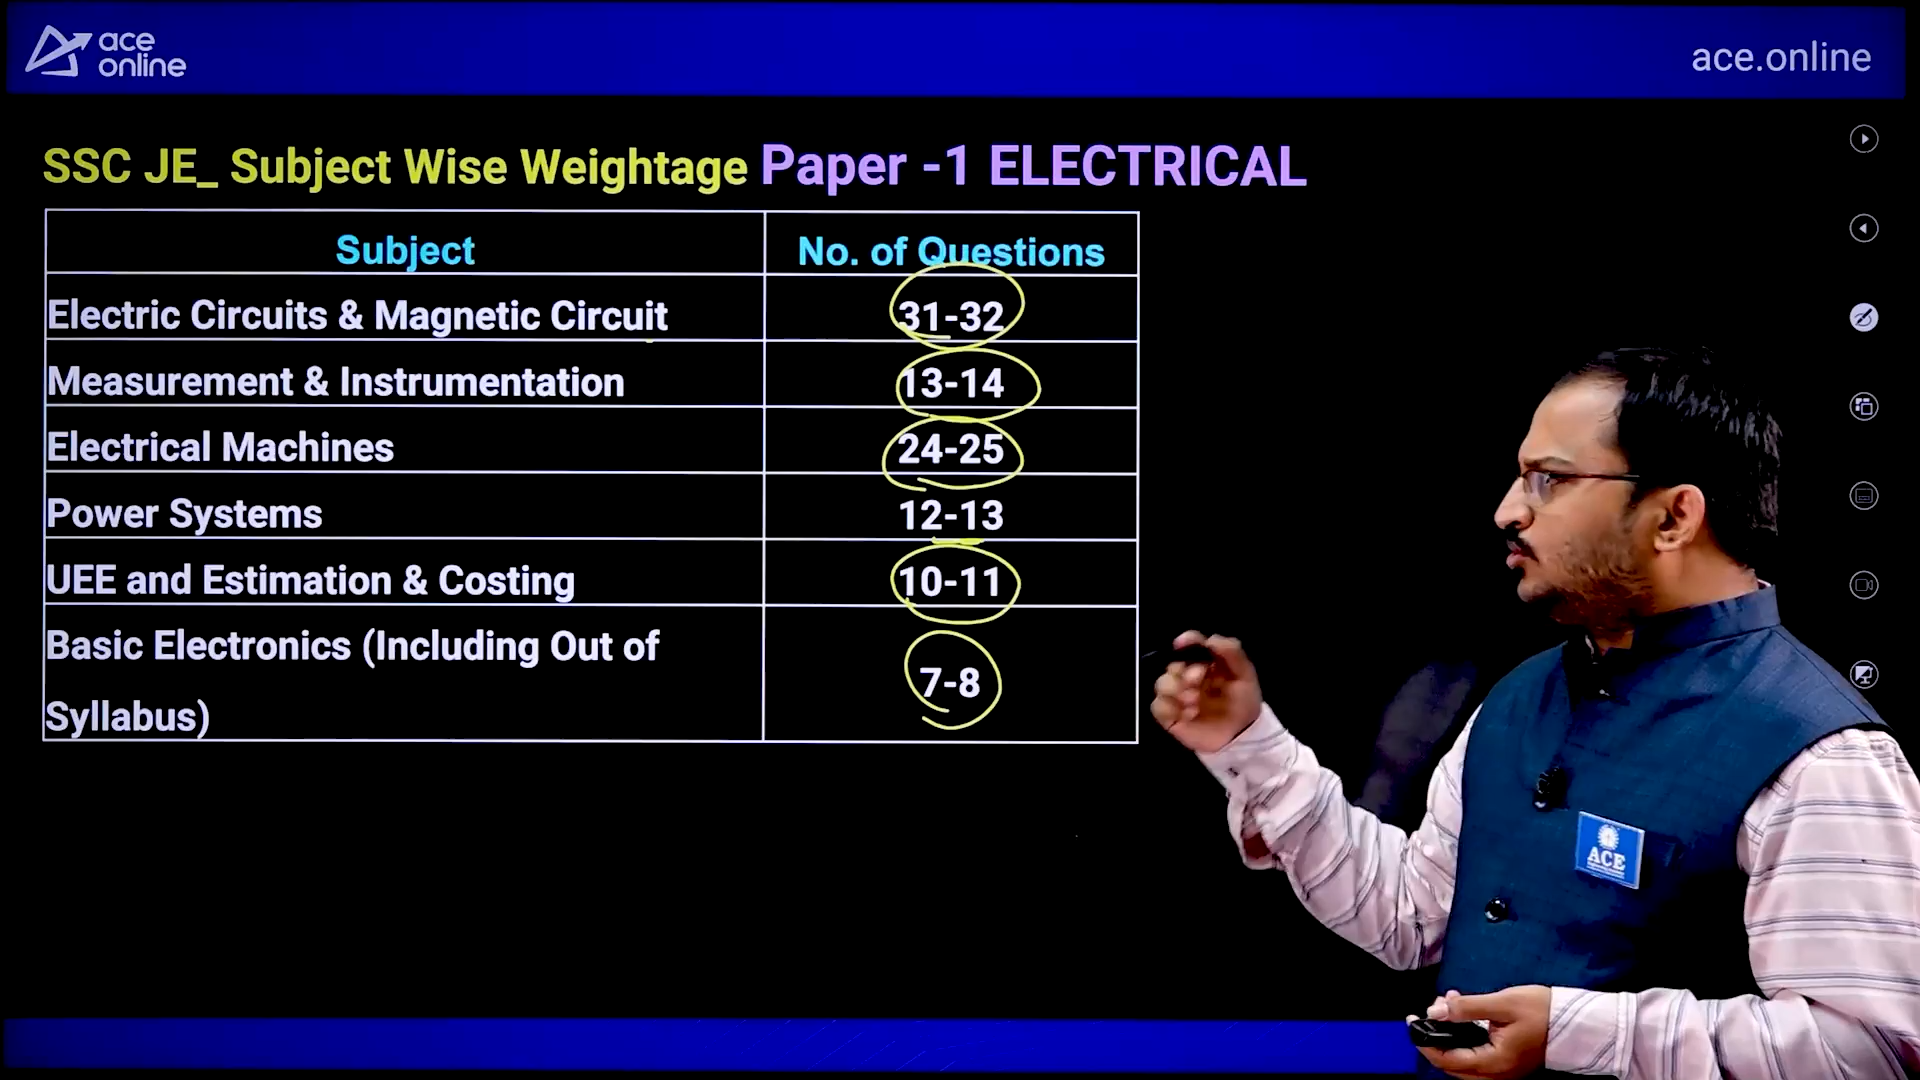 ace
online
ace.online
SSC JE_ Subject Wise Weightage Paper -1 ELECTRICAL
Subject No. of Questions
Electric Circuits & Magnetic Circuit 31-32
Measurement & Instrumentation 13-14
Electrical Machines 24-25
Power Systems 12-13
UEE and Estimation & Costing 10-11
Basic Electronics (Including Out of
Syllabus) 7-8
ACE